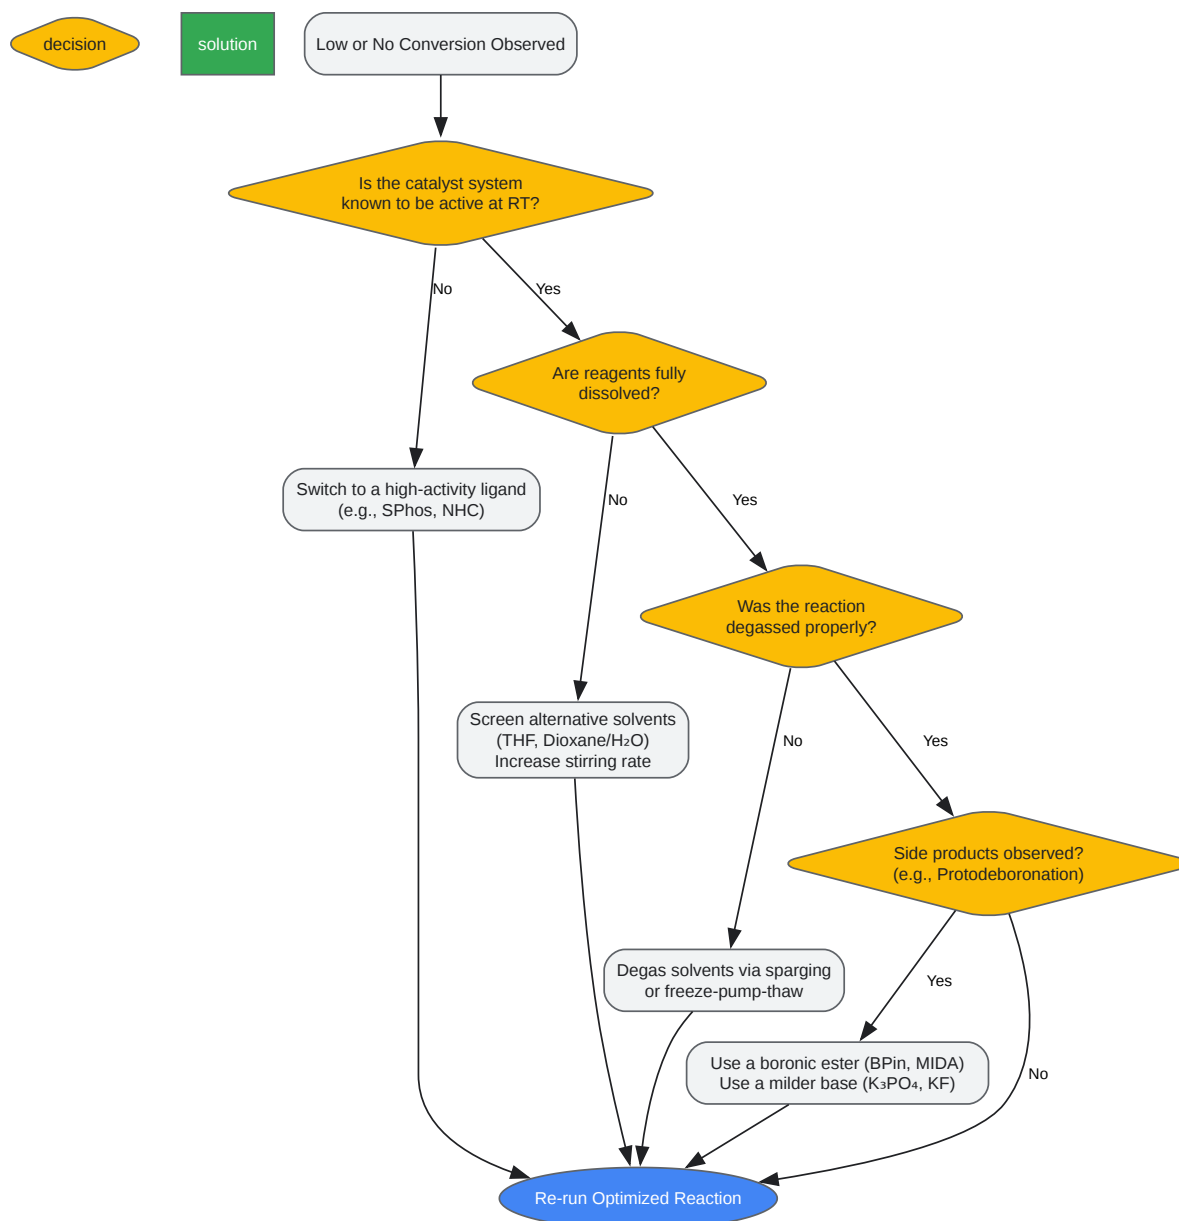 decision
solution
Low or No Conversion Observed
Is the catalyst system
known to be active at RT?
No
Yes
Are reagents fully
dissolved?
Switch to a high-activity ligand
(e.g., SPhos, NHC)
No
Yes
Was the reaction
degassed properly?
Screen alternative solvents
(THF, Dioxane/H₂O)
Increase stirring rate
No
Yes
Side products observed?
(e.g., Protodeboronation)
Degas solvents via sparging
or freeze-pump-thaw
Yes
Use a boronic ester (BPin, MIDA)
Use a milder base (K₃PO₄, KF)
No
Re-run Optimized Reaction